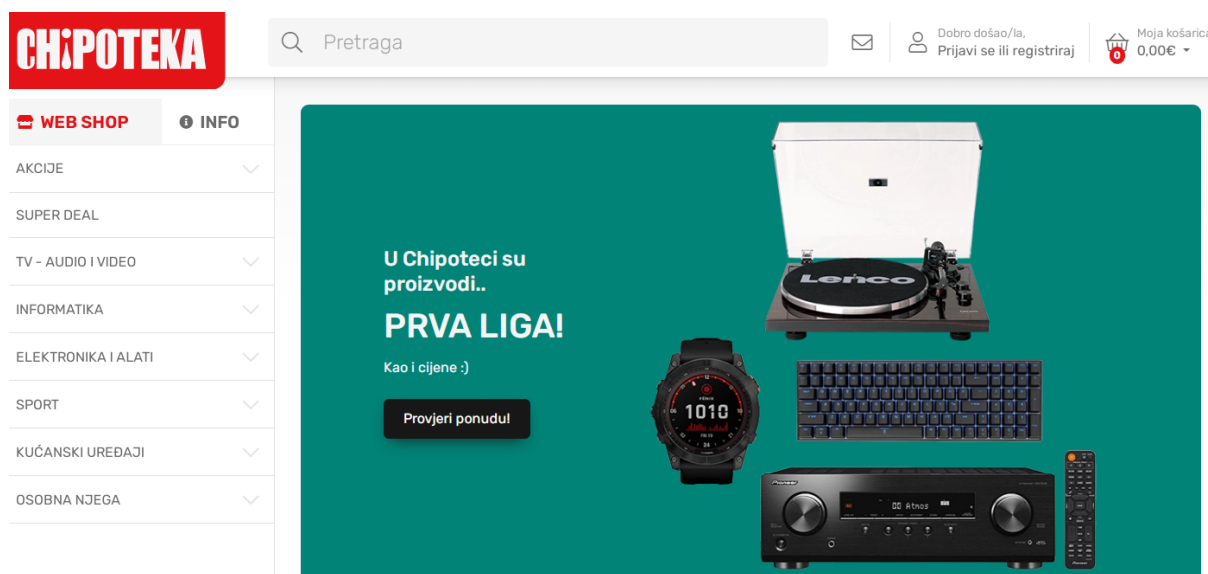 CHiPOTEKA
Pretraga
Dobro došao/la,
Prijavi se ili registriraj
0
Moja košarica
0,00€
WEB SHOP
INFO
AKCIJE
SUPER DEAL
TV - AUDIO I VIDEO
INFORMATIKA
ELEKTRONIKA I ALATI
SPORT
KUĆANSKI UREĐAJI
OSOBNA NJEGA
U Chipoteci su
proizvodi..
PRVA LIGA!
Kao i cijene :)
Provjeri ponudu!
Lenco
1010
Pioneer
Atmos
Pioneer